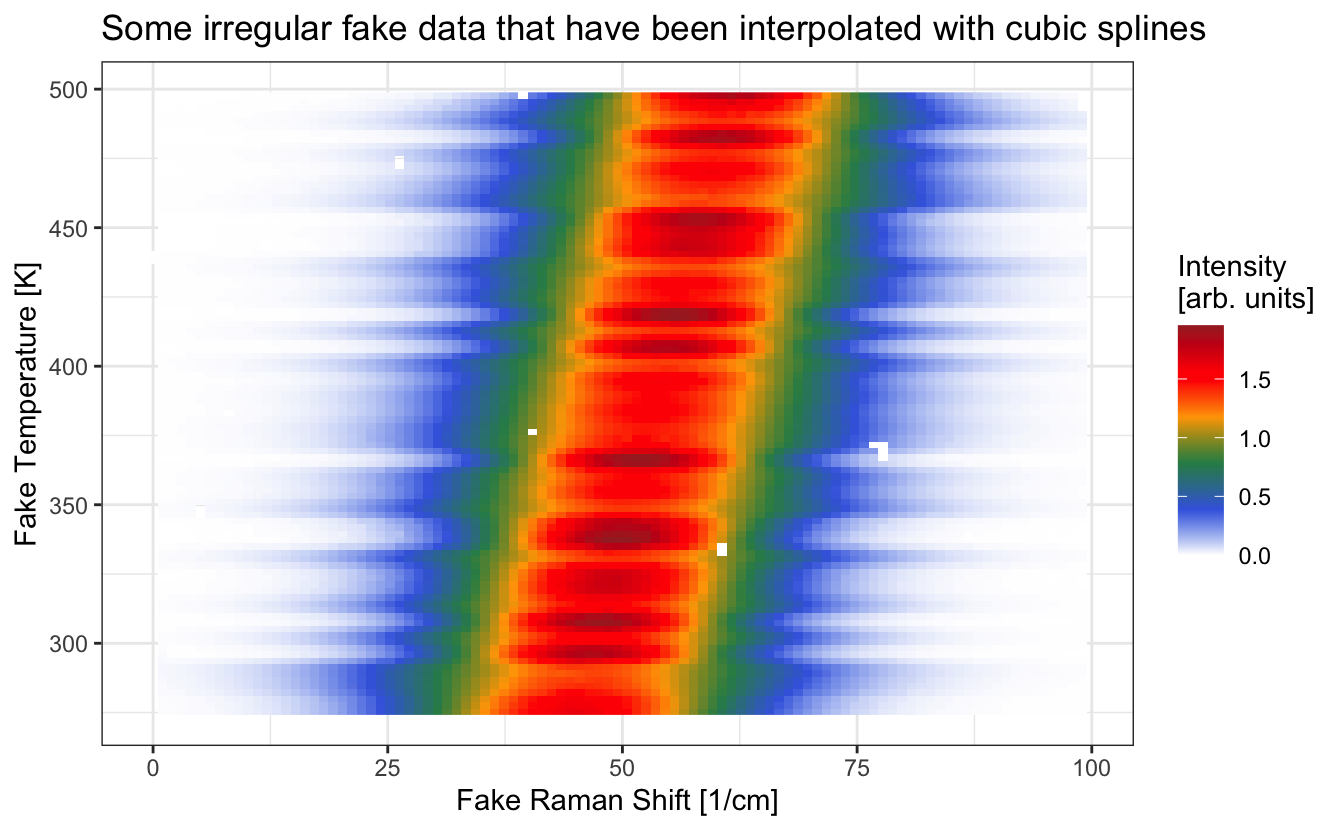 Some irregular fake data that have been interpolated with cubic splines
500
450
400
350
300
Fake Temperature [K]
0 25 50 75 100
Fake Raman Shift [1/cm]
Intensity
[arb. units]
1.5
1.0
0.5
0.0